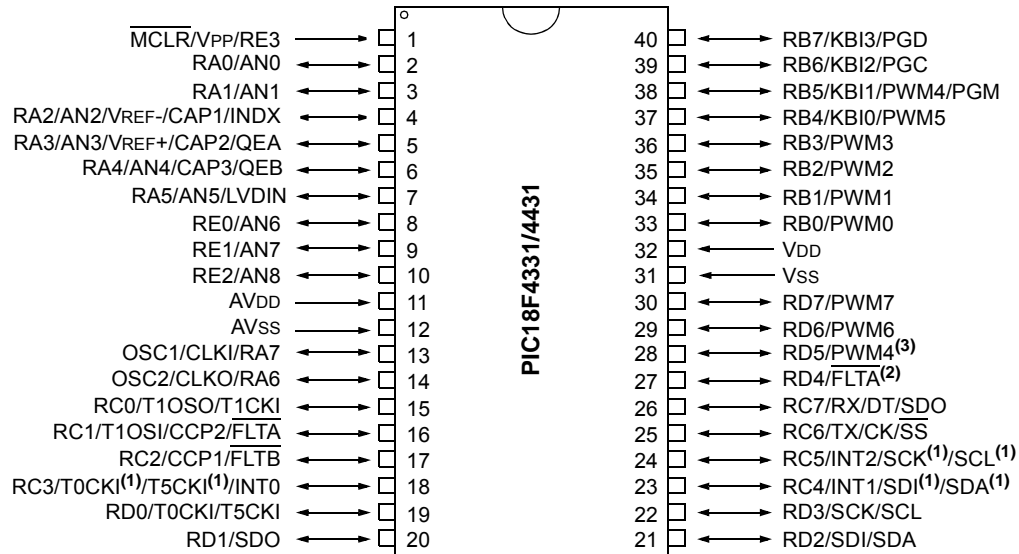 MCLR/VPP/RE3 1
RA0/AN0 2
RA1/AN1 3
RA2/AN2/VREF-/CAP1/INDX 4
RA3/AN3/VREF+/CAP2/QEA 5
RA4/AN4/CAP3/QEB 6
RA5/AN5/LVDIN 7
RE0/AN6 8
RE1/AN7 9
RE2/AN8 10
AVDD 11
AVSS 12
OSC1/CLKI/RA7 13
OSC2/CLKO/RA6 14
RC0/T1OSO/T1CKI 15
RC1/T1OSI/CCP2/FLTA 16
RC2/CCP1/FLTB 17
RC3/T0CKI(1)/T5CKI(1)/INT0 18
RD0/T0CKI/T5CKI 19
RD1/SDO 20
PIC18F4331/4431
40 RB7/KBI3/PGD
39 RB6/KBI2/PGC
38 RB5/KBI1/PWM4/PGM
37 RB4/KBI0/PWM5
36 RB3/PWM3
35 RB2/PWM2
34 RB1/PWM1
33 RB0/PWM0
32 VDD
31 VSS
30 RD7/PWM7
29 RD6/PWM6
28 RD5/PWM4(3)
27 RD4/FLTA(2)
26 RC7/RX/DT/SDO
25 RC6/TX/CK/SS
24 RC5/INT2/SCK(1)/SCL(1)
23 RC4/INT1/SDI(1)/SDA(1)
22 RD3/SCK/SCL
21 RD2/SDI/SDA